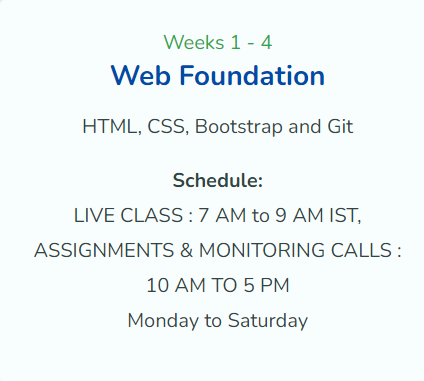 Weeks 1 - 4
Web Foundation
HTML, CSS, Bootstrap and Git
Schedule:
LIVE CLASS : 7 AM to 9 AM IST,
ASSIGNMENTS & MONITORING CALLS :
10 AM TO 5 PM
Monday to Saturday